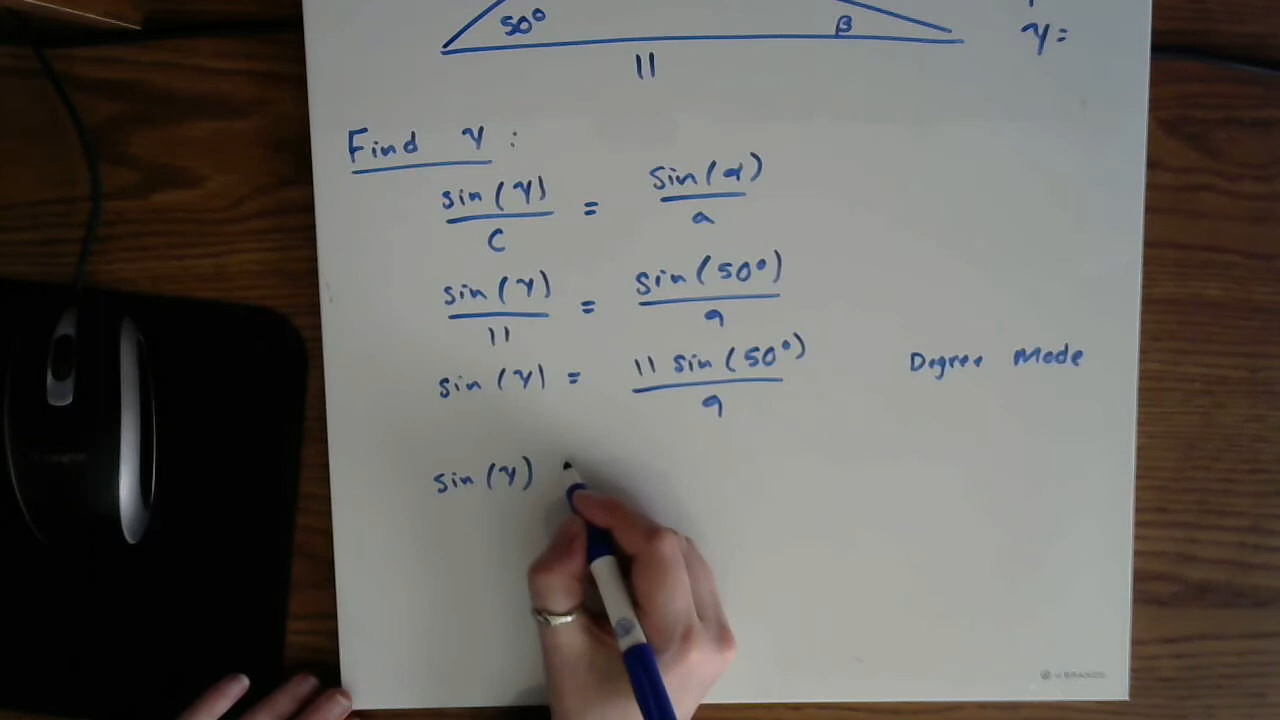 50° β γ=
11
Find γ:
sin(γ)/c = sin(α)/a
sin(γ)/11 = sin(50°)/9
sin(γ) = 11 sin(50°)/9 Degree Mode
sin(γ)